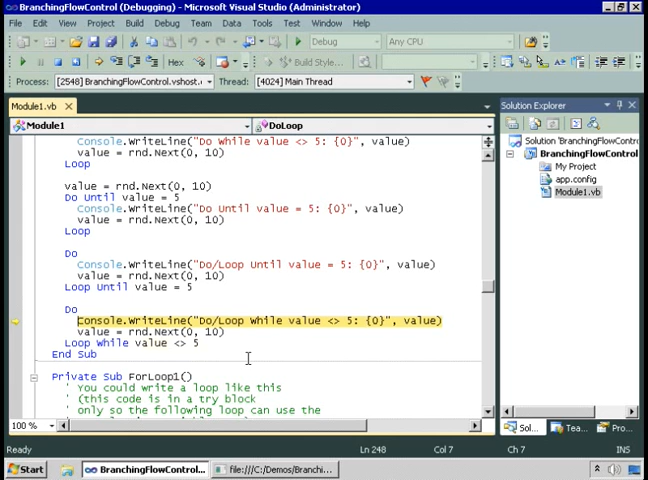 BranchingFlowControl (Debugging) - Microsoft Visual Studio (Administrator)
File Edit View Project Build Debug Team Data Tools Test Window Help
Debug Any CPU
Hex Build Style...
Process: [2548] BranchingFlowControl.vshost. Thread: [4024] Main Thread
Module1.vb
Module1 DoLoop
Console.WriteLine("Do While value <> 5: {0}", value)
value = rnd.Next(0, 10)
Loop
value = rnd.Next(0, 10)
Do Until value = 5
Console.WriteLine("Do Until value = 5: {0}", value)
value = rnd.Next(0, 10)
Loop
Do
Console.WriteLine("Do/Loop Until value = 5: {0}", value)
value = rnd.Next(0, 10)
Loop Until value = 5
Do
Console.WriteLine("Do/Loop While value <> 5: {0}", value)
value = rnd.Next(0, 10)
Loop While value <> 5
End Sub
Private Sub ForLoop1()
' You could write a loop like this
' (this code is in a try block
' only so the following loop can use the
100 %
Solution Explorer
Solution 'BranchingFlowContro
BranchingFlowControl
My Project
app.config
Module1.vb
Sol... Tea... Pro...
Ready Ln 248 Col 7 Ch 7 INS
Start BranchingFlowControl... file:///C:/Demos/Branchi...